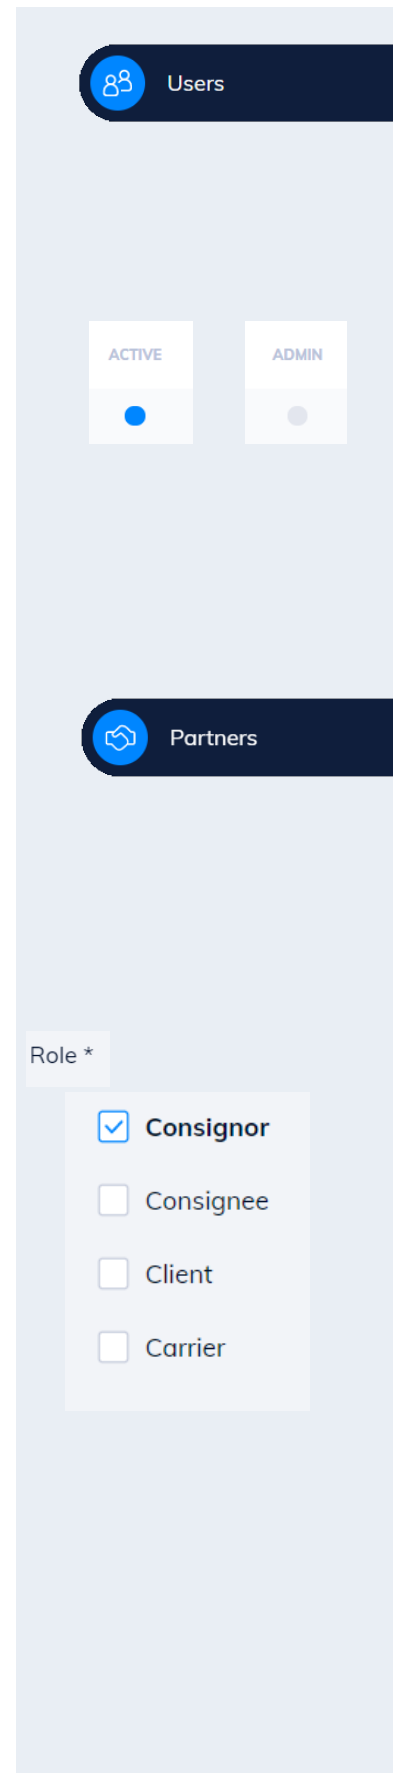 Users
ACTIVE ADMIN
Partners
Role *
Consignor
Consignee
Client
Carrier